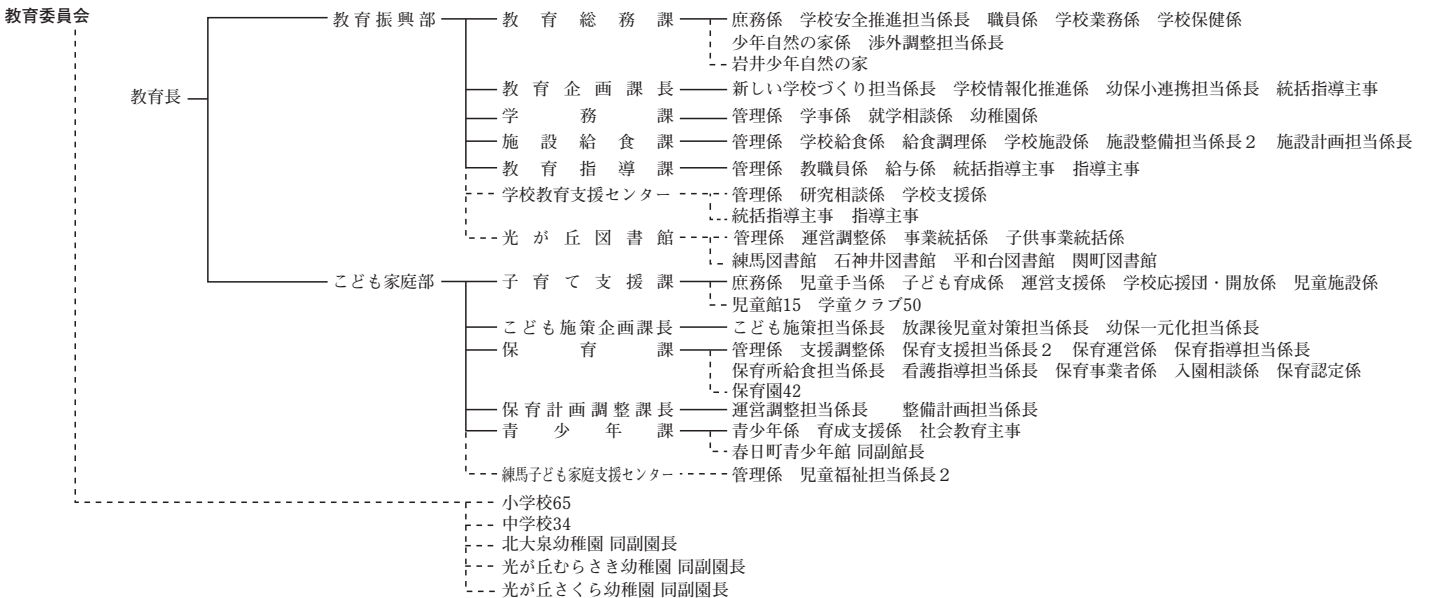 教育委員会
教育長
教育振興部
教育総務課
庶務係　学校安全推進担当係長　職員係　学校業務係　学校保健係
少年自然の家係　渉外調整担当係長
岩井少年自然の家
教育企画課長
新しい学校づくり担当係長　学校情報化推進係　幼保小連携担当係長　統括指導主事
学務課
管理係　学事係　就学相談係　幼稚園係
施設給食課
管理係　学校給食係　給食調理係　学校施設係　施設整備担当係長２　施設計画担当係長
教育指導課
管理係　教職員係　給与係　統括指導主事　指導主事
学校教育支援センター
管理係　研究相談係　学校支援係
統括指導主事　指導主事
光が丘図書館
管理係　運営調整係　事業統括係　子供事業統括係
練馬図書館　石神井図書館　平和台図書館　関町図書館
こども家庭部
子育て支援課
庶務係　児童手当係　子ども育成係　運営支援係　学校応援団・開放係　児童施設係
児童館15　学童クラブ50
こども施策企画課長
こども施策担当係長　放課後児童対策担当係長　幼保一元化担当係長
保育課
管理係　支援調整係　保育支援担当係長２　保育運営係　保育指導担当係長
保育所給食担当係長　看護指導担当係長　保育事業者係　入園相談係　保育認定係
保育園42
保育計画調整課長
運営調整担当係長　　整備計画担当係長
青少年課
青少年係　育成支援係　社会教育主事
春日町青少年館 同副館長
練馬子ども家庭支援センター
管理係　児童福祉担当係長２
小学校65
中学校34
北大泉幼稚園 同副園長
光が丘むらさき幼稚園 同副園長
光が丘さくら幼稚園 同副園長